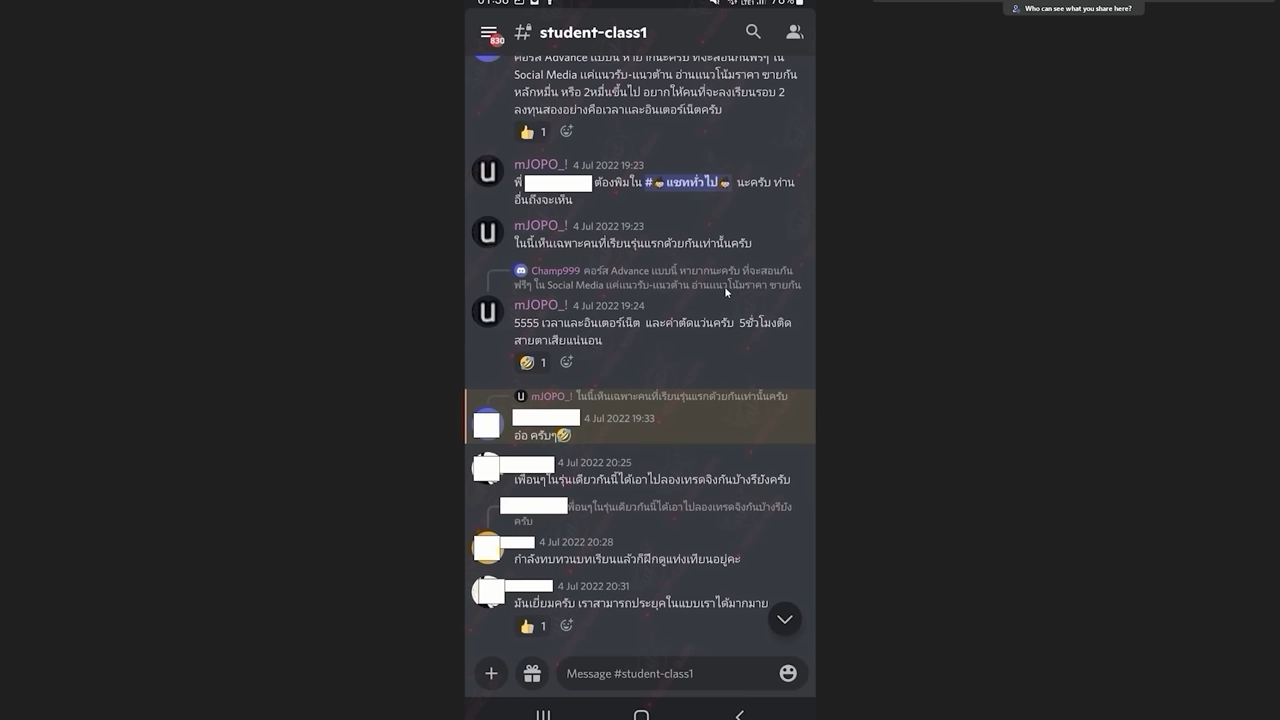 Who can see what you share here?
830
student-class1
คอร์ส Advance แบบนี้ หายากนะครับ ที่จะสอนกันฟรีๆ ใน
Social Media แค่แนวรับ-แนวต้าน อ่านแนวโน้มราคา ขายกัน
หลักหมื่น หรือ 2หมื่นขึ้นไป อยากให้คนที่จะลงเรียนรอบ 2
ลงทุนสองอย่างคือเวลาและอินเตอร์เน็ตครับ
👍 1
mJOPO_! 4 Jul 2022 19:23
พี่ ต้องพิมใน #แชททั่วไป นะครับ ท่าน
อื่นถึงจะเห็น
mJOPO_! 4 Jul 2022 19:23
ในนี้เห็นเฉพาะคนที่เรียนรุ่นแรกด้วยกันเท่านั้นครับ
Champ999 คอร์ส Advance แบบนี้ หายากนะครับ ที่จะสอนกัน
ฟรีๆ ใน Social Media แค่แนวรับ-แนวต้าน อ่านแนวโน้มราคา ขายกัน
mJOPO_! 4 Jul 2022 19:24
5555 เวลาและอินเตอร์เน็ต และค่าตัดแว่นครับ 5ชั่วโมงติด
สายตาเสียแน่นอน
🤣 1
mJOPO_! ในนี้เห็นเฉพาะคนที่เรียนรุ่นแรกด้วยกันเท่านั้นครับ
4 Jul 2022 19:33
อ่อ ครับๆ🤣
4 Jul 2022 20:25
เพื่อนๆในรุ่นเดียวกันนี้ได้เอาไปลองเทรดจิงกันบ้างรึยังครับ
พื่อนๆในรุ่นเดียวกันนี้ได้เอาไปลองเทรดจิงกันบ้างรึยัง
ครับ
4 Jul 2022 20:28
กำลังทบทวนบทเรียนแล้วก็ฝึกดูแท่งเทียนอยู่คะ
4 Jul 2022 20:31
มันเยี่ยมครับ เราสามารถประยุคในแบบเราได้มากมาย
👍 1
Message #student-class1